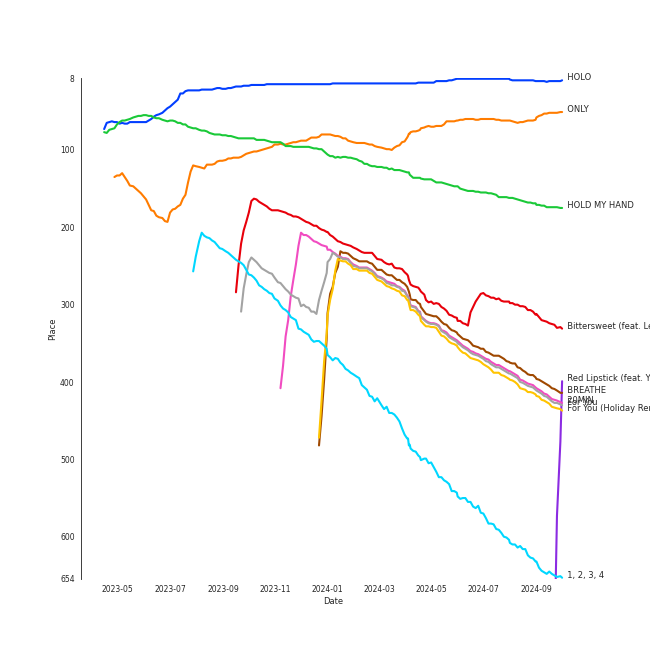 8
HOLO
ONLY
100
HOLD MY HAND
200
300
Bittersweet (feat. Le
Place
Red Lipstick (feat. Y
400
BREATHE
For You (Holiday Rem
500
600
654
1, 2, 3, 4
2023-05
2023-07
2023-09
2023-11
2024-01
2024-03
2024-05
2024-07
2024-09
Date